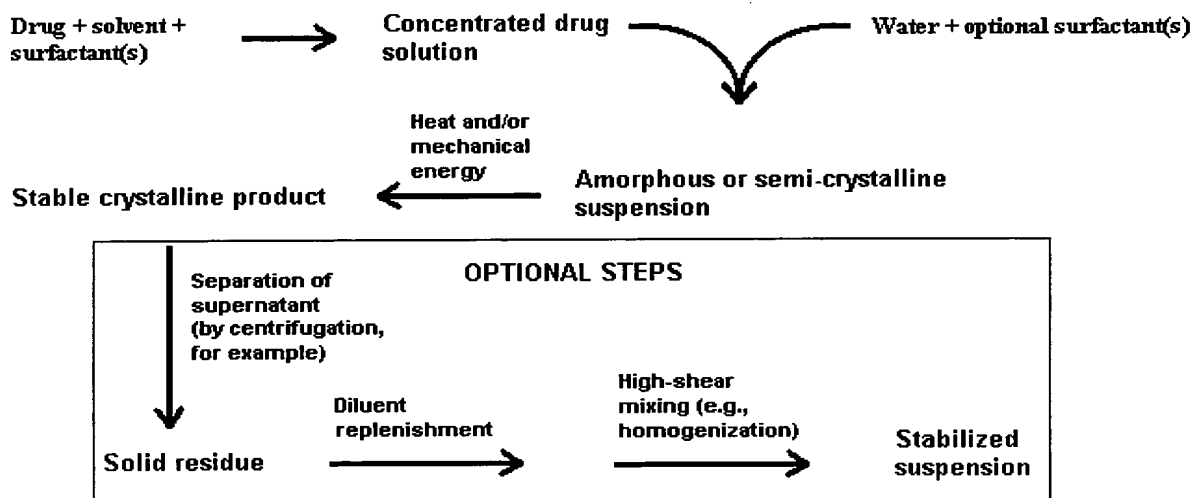 Drug + solvent +
surfactant(s)
Concentrated drug
solution
Water + optional surfactant(s)
Heat and/or
mechanical
energy
Stable crystalline product
Amorphous or semi-crystalline
suspension
OPTIONAL STEPS
Separation of
supernatant
(by centrifugation,
for example)
Solid residue
Diluent
replenishment
High-shear
mixing (e.g.,
homogenization)
Stabilized
suspension